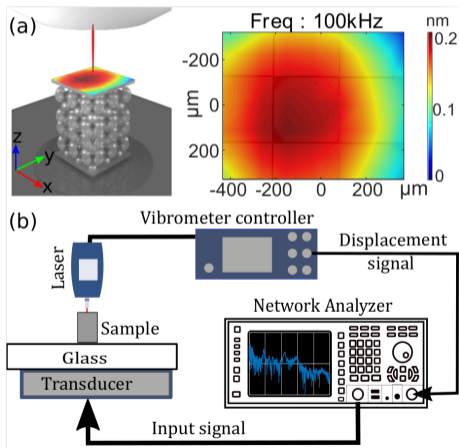 (a)
Freq : 100kHz
nm
0.2
0.1
0
-200
0
200
μm
-400
-200
0
200
μm
z
y
x
(b)
Vibrometer controller
Displacement
signal
Laser
Network Analyzer
Sample
Glass
Transducer
Input signal